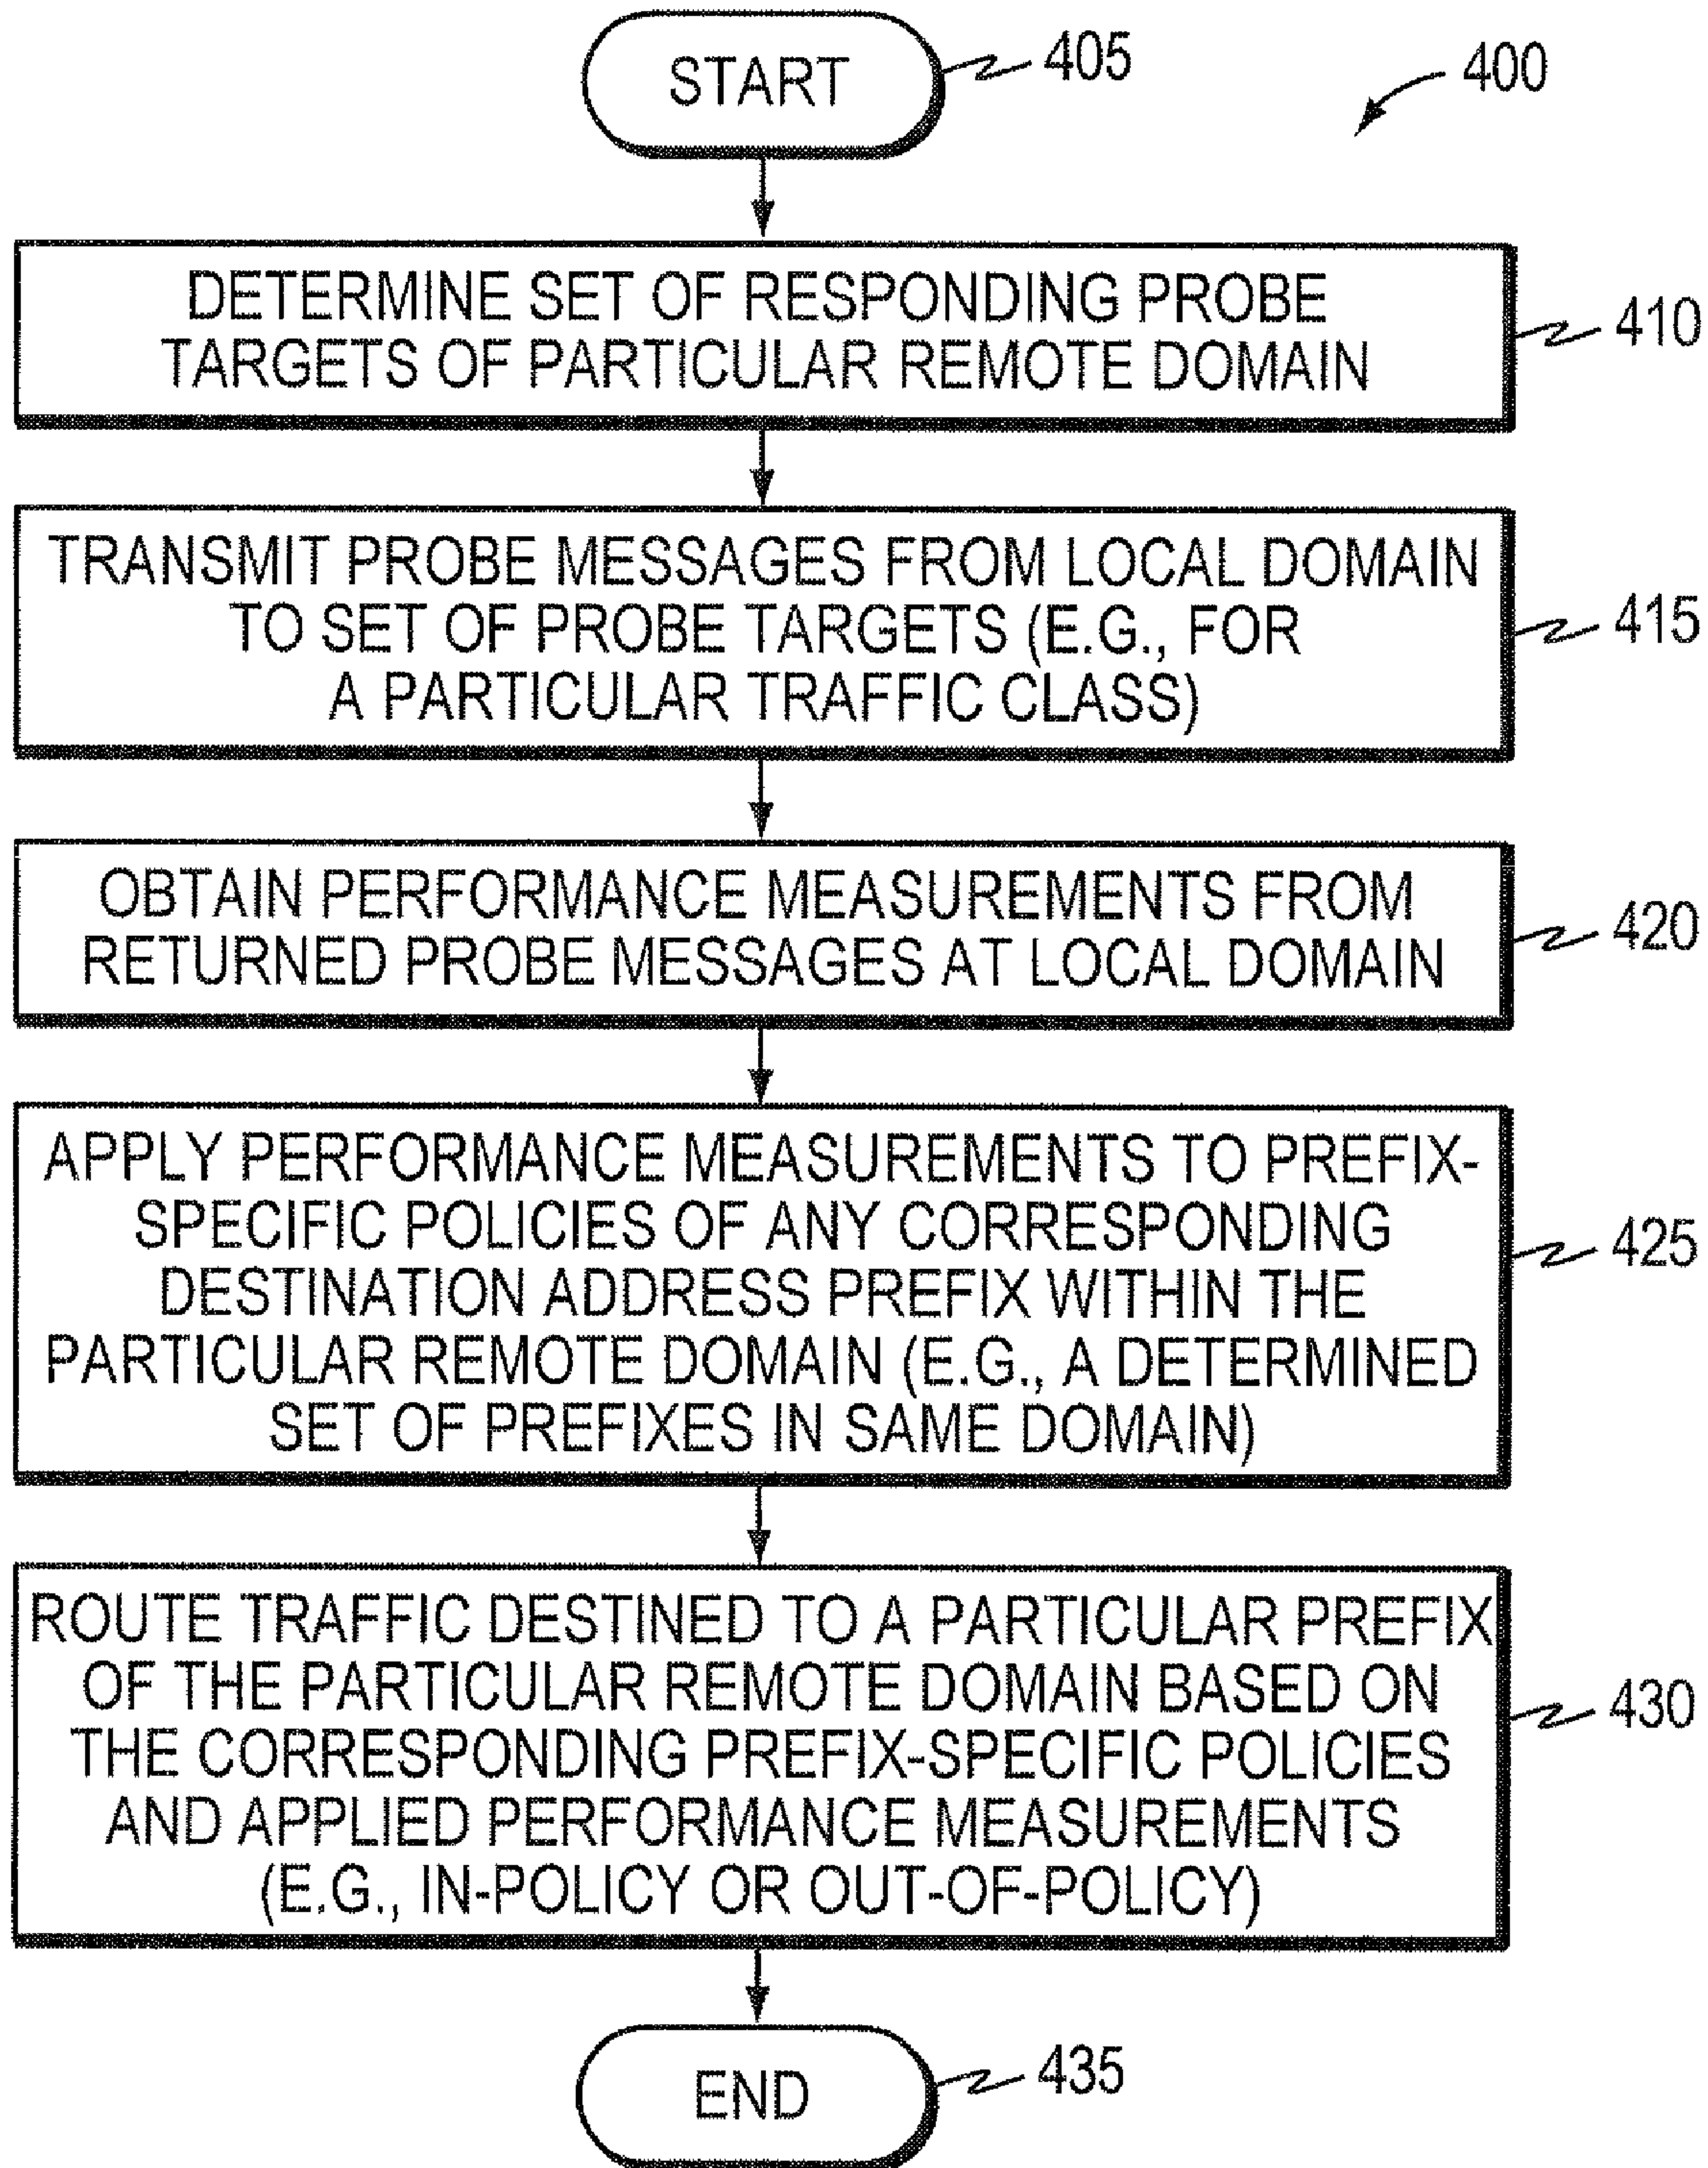 START
405
400
DETERMINE SET OF RESPONDING PROBE
TARGETS OF PARTICULAR REMOTE DOMAIN
410
TRANSMIT PROBE MESSAGES FROM LOCAL DOMAIN
TO SET OF PROBE TARGETS (E.G., FOR
A PARTICULAR TRAFFIC CLASS)
415
OBTAIN PERFORMANCE MEASUREMENTS FROM
RETURNED PROBE MESSAGES AT LOCAL DOMAIN
420
APPLY PERFORMANCE MEASUREMENTS TO PREFIX-
SPECIFIC POLICIES OF ANY CORRESPONDING
DESTINATION ADDRESS PREFIX WITHIN THE
PARTICULAR REMOTE DOMAIN (E.G., A DETERMINED
SET OF PREFIXES IN SAME DOMAIN)
425
ROUTE TRAFFIC DESTINED TO A PARTICULAR PREFIX
OF THE PARTICULAR REMOTE DOMAIN BASED ON
THE CORRESPONDING PREFIX-SPECIFIC POLICIES
AND APPLIED PERFORMANCE MEASUREMENTS
(E.G., IN-POLICY OR OUT-OF-POLICY)
430
END
435